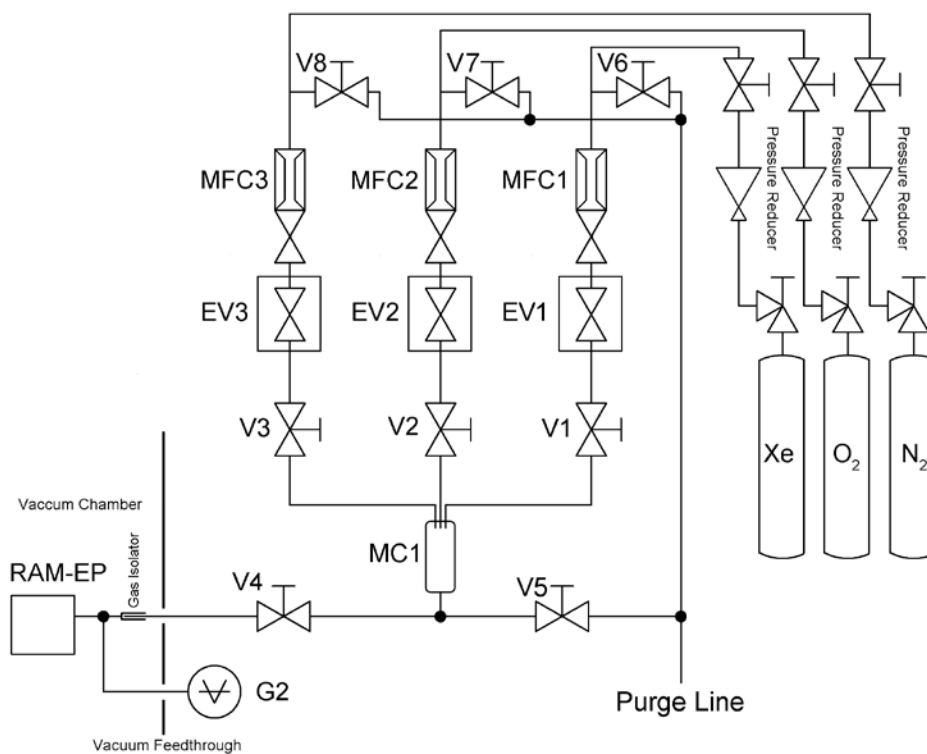 V8
V7
V6
MFC3
MFC2
MFC1
Pressure Reducer
Pressure Reducer
Pressure Reducer
EV3
EV2
EV1
V3
V2
V1
Xe
O₂
N₂
Vaccum Chamber
Gas Isolator
MC1
RAM-EP
V4
V5
G2
Purge Line
Vacuum Feedthrough